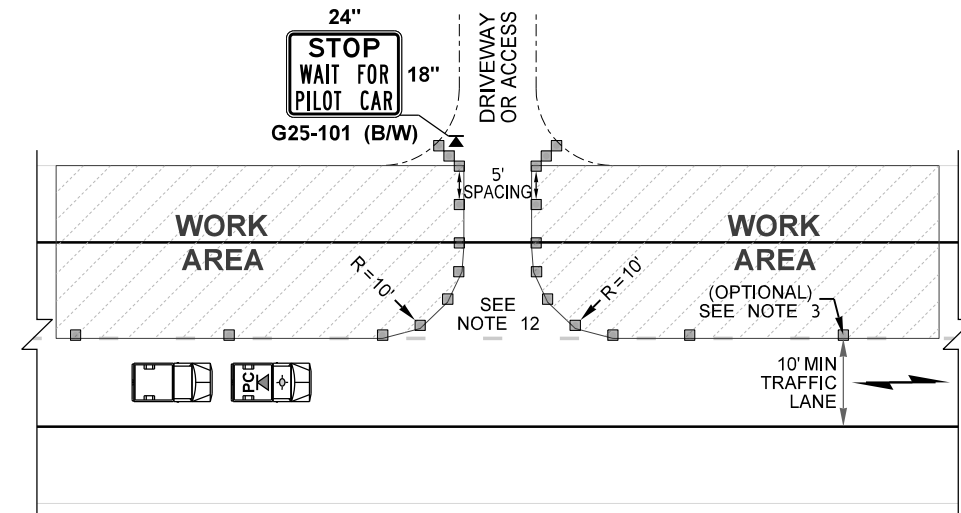 24"
STOP
WAIT FOR
PILOT CAR
18"
G25-101 (B/W)
DRIVEWAY
OR ACCESS
5'
SPACING
WORK
AREA
WORK
AREA
R = 10'
R = 10'
SEE
NOTE 12
(OPTIONAL)
SEE NOTE 3
10' MIN
TRAFFIC
LANE
PC